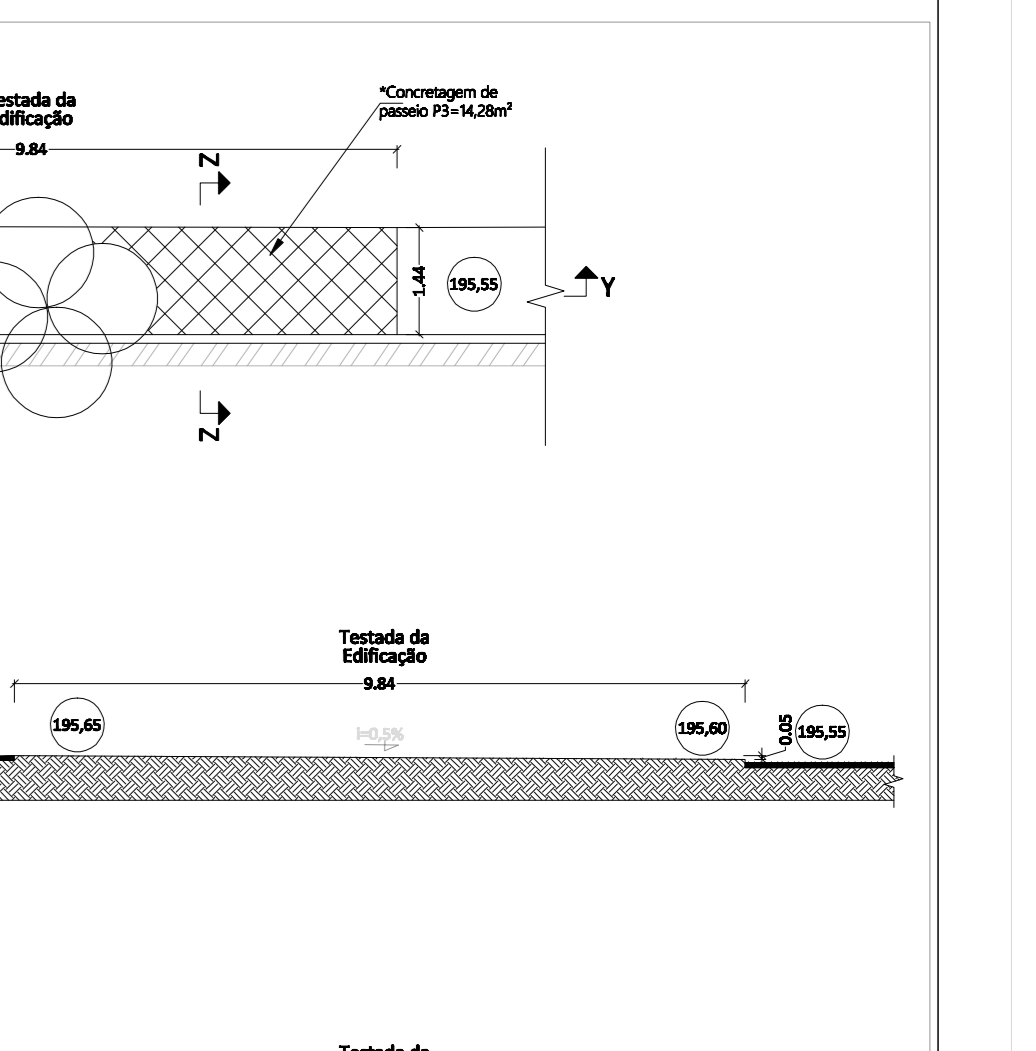 *Concretagem de
passeio P3=14,28m²
estada da
dificação
9.84
Z
1.44
195,55
Y
Z
Testada da
Edificação
9.84
195,65
i=0,5%
195,60
0.05
195,55
Testada da